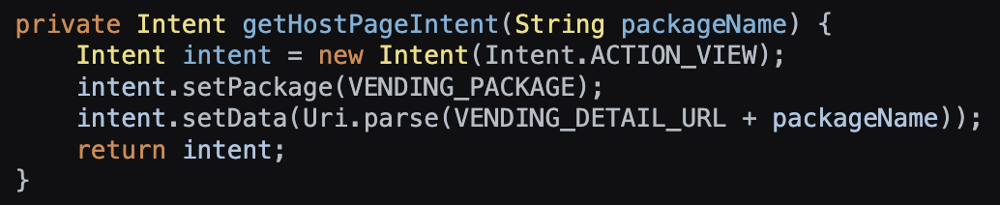 private Intent getHostPageIntent(String packageName) {
    Intent intent = new Intent(Intent.ACTION_VIEW);
    intent.setPackage(VENDING_PACKAGE);
    intent.setData(Uri.parse(VENDING_DETAIL_URL + packageName));
    return intent;
}